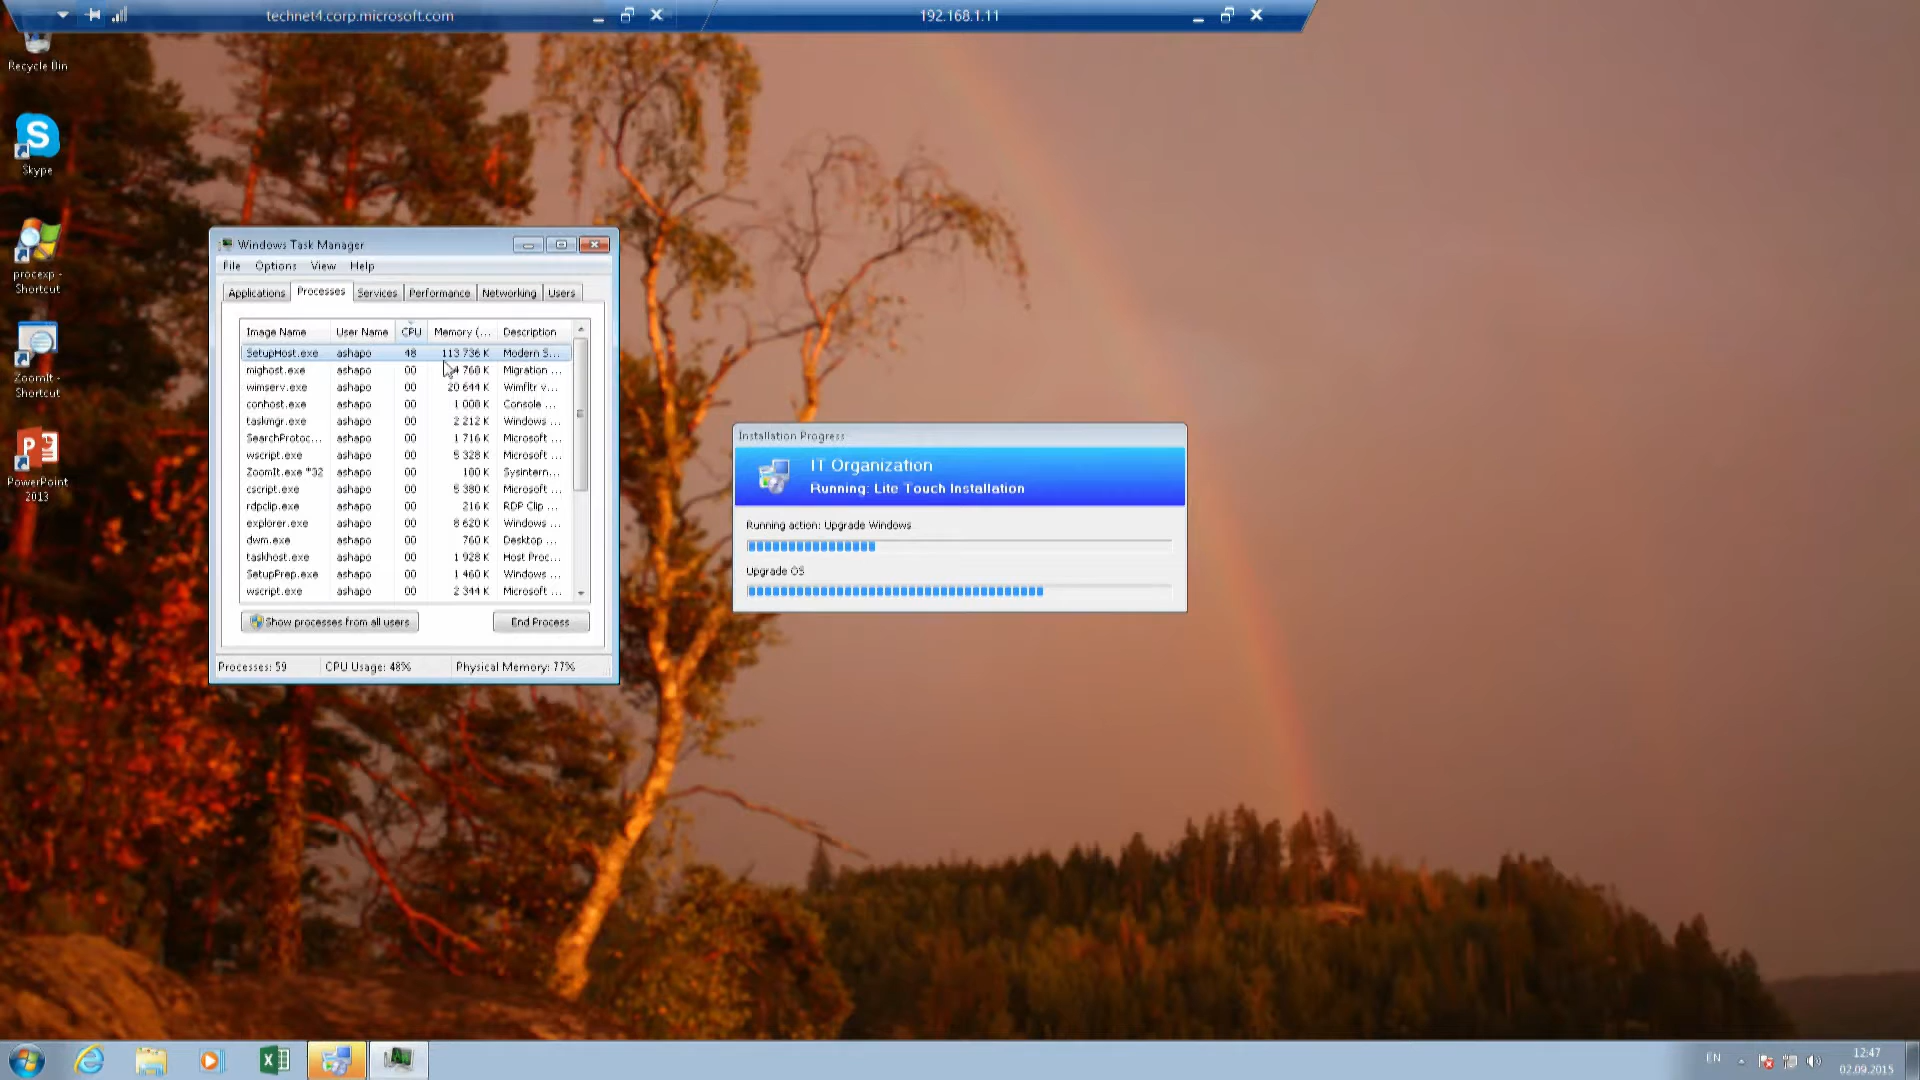 technet4.corp.microsoft.com
192.168.1.11
Recycle Bin
Skype
procexp -
Shortcut
ZoomIt -
Shortcut
PowerPoint
2013
Windows Task Manager
File Options View Help
Applications Processes Services Performance Networking Users
Image Name User Name CPU Memory (... Description
SetupHost.exe ashapo 48 113 736 K Modern S...
mighost.exe ashapo 00 4 768 K Migration ...
wimserv.exe ashapo 00 20 644 K Wimfltr v...
conhost.exe ashapo 00 1 008 K Console ...
taskmgr.exe ashapo 00 2 212 K Windows ...
SearchProtoc... ashapo 00 1 716 K Microsoft ...
wscript.exe ashapo 00 5 328 K Microsoft ...
ZoomIt.exe *32 ashapo 00 180 K Sysintern...
cscript.exe ashapo 00 5 380 K Microsoft ...
rdpclip.exe ashapo 00 216 K RDP Clip ...
explorer.exe ashapo 00 8 620 K Windows ...
dwm.exe ashapo 00 760 K Desktop ...
taskhost.exe ashapo 00 1 928 K Host Proc...
SetupPrep.exe ashapo 00 1 460 K Windows ...
wscript.exe ashapo 00 2 344 K Microsoft ...
Show processes from all users End Process
Processes: 59 CPU Usage: 48% Physical Memory: 77%
Installation Progress
IT Organization
Running: Lite Touch Installation
Running action: Upgrade Windows
Upgrade OS
EN
12:47
02.09.2015